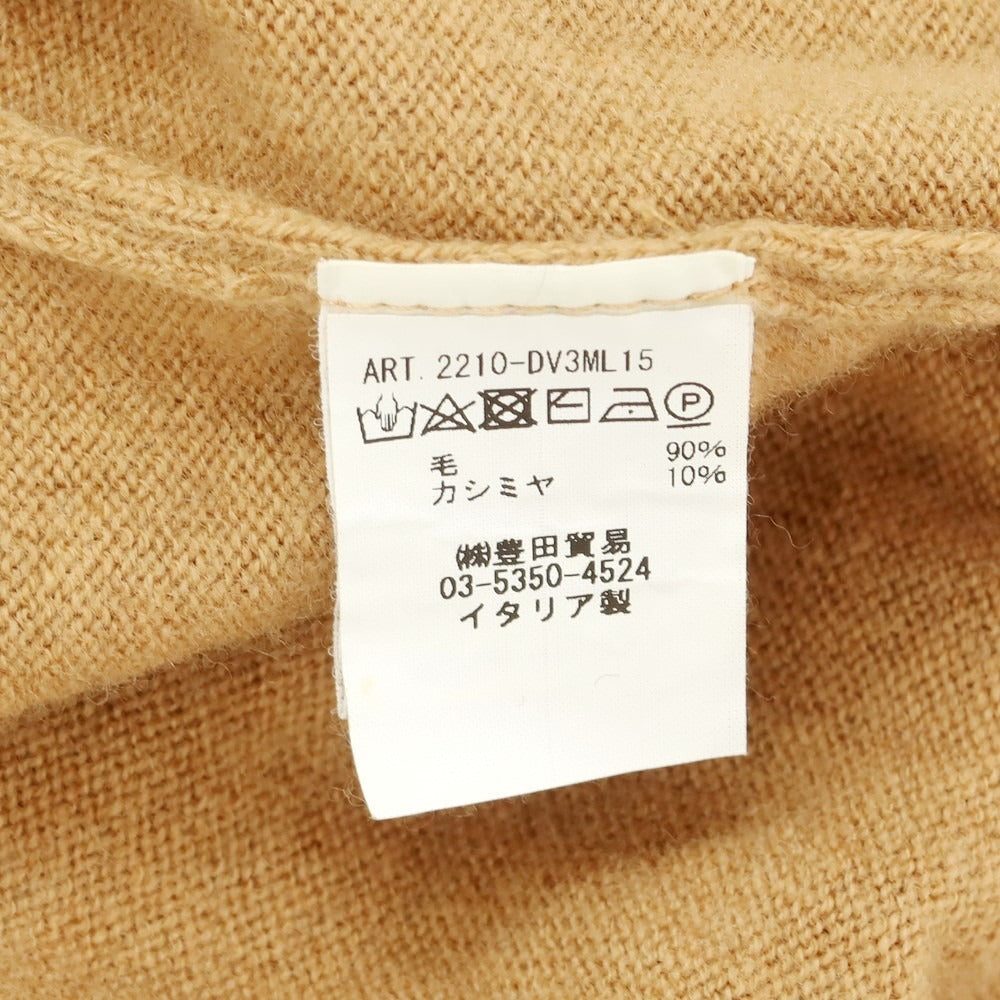 ART. 2210-DV3ML15
P
毛 90%
カシミヤ 10%
㈱豊田貿易
03-5350-4524
イタリア製